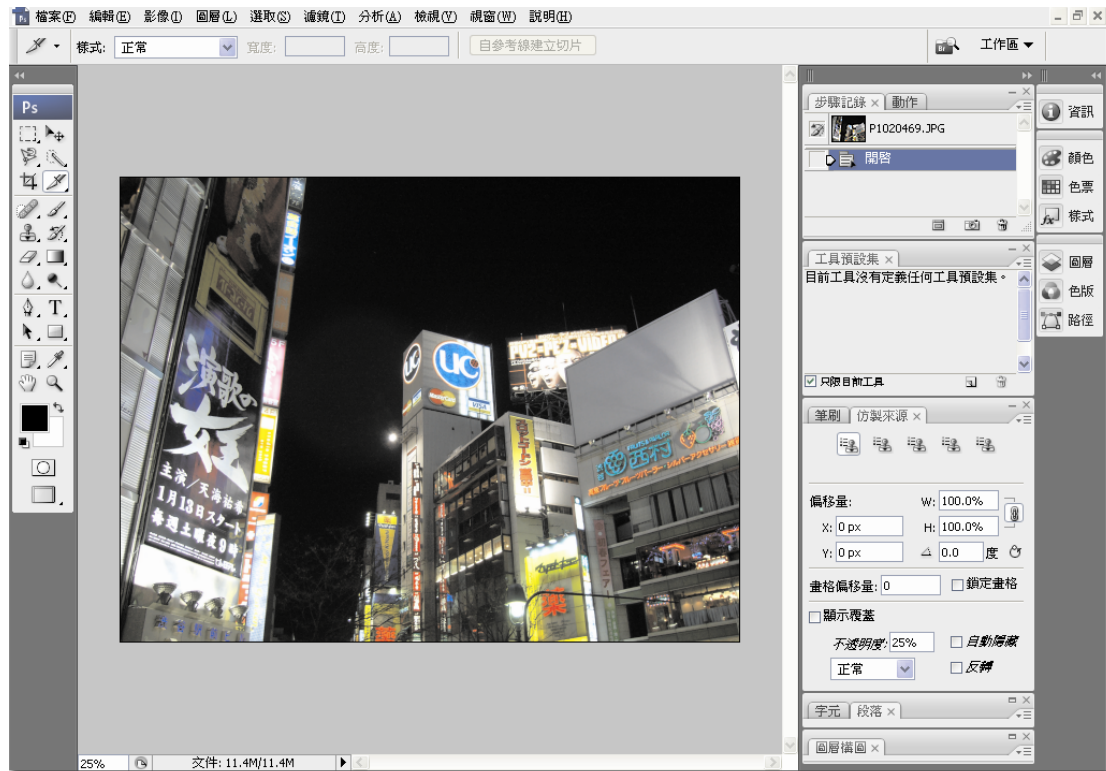 檔案(F) 編輯(E) 影像(I) 圖層(L) 選取(S) 濾鏡(T) 分析(A) 檢視(V) 視窗(W) 說明(H)
樣式: 正常 寬度: 高度: 自參考線建立切片 Br 工作區
Ps
步驟記錄 動作
P1020469.JPG
開啓
工具預設集
目前工具沒有定義任何工具預設集。
只限目前工具
筆刷 仿製來源
偏移量: W: 100.0%
X: 0 px H: 100.0%
Y: 0 px 0.0 度
畫格偏移量: 0 鎖定畫格
顯示覆蓋
不透明度: 25% 自動隱藏
正常 反轉
字元 段落
圖層構圖
資訊
顏色
色票
樣式
圖層
色版
路徑
演歌の
女王
主演/天海祐希
1月13日スタート
毎週土曜夜9時
UC
UC
MasterCard
VISA
西村
25% 文件: 11.4M/11.4M